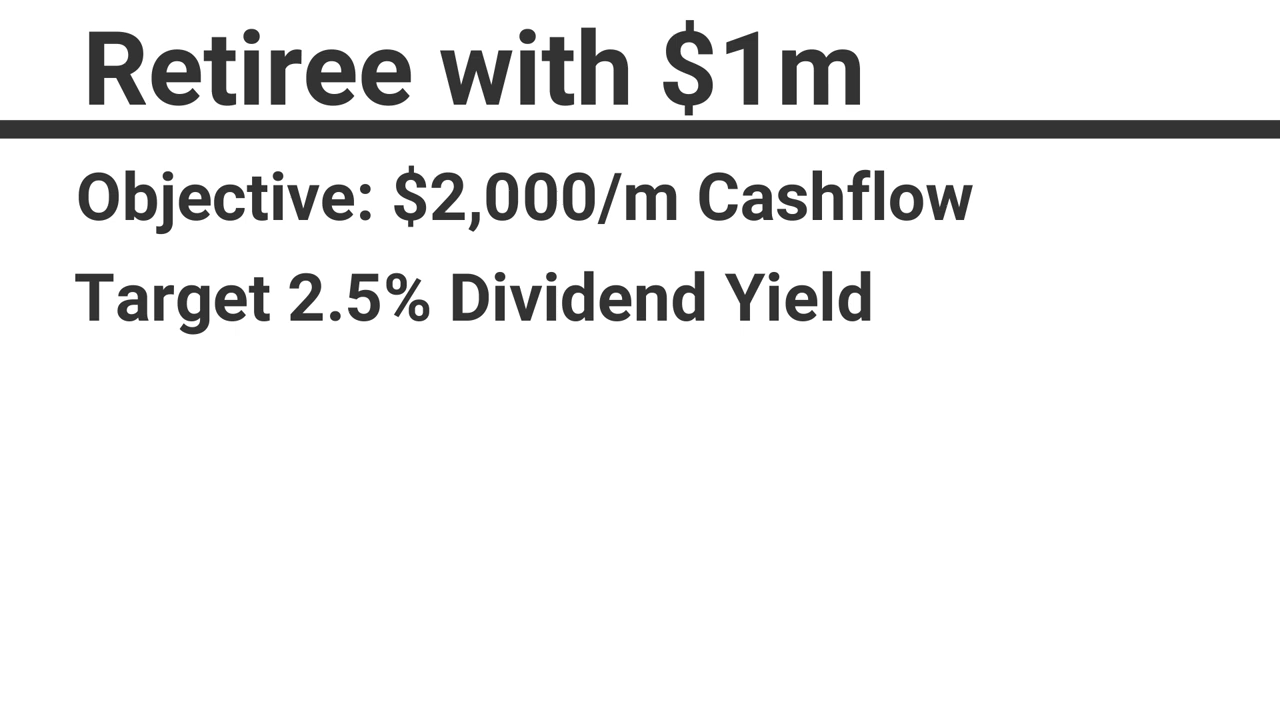 Retiree with $1m
Objective: $2,000/m Cashflow
Target 2.5% Dividend Yield